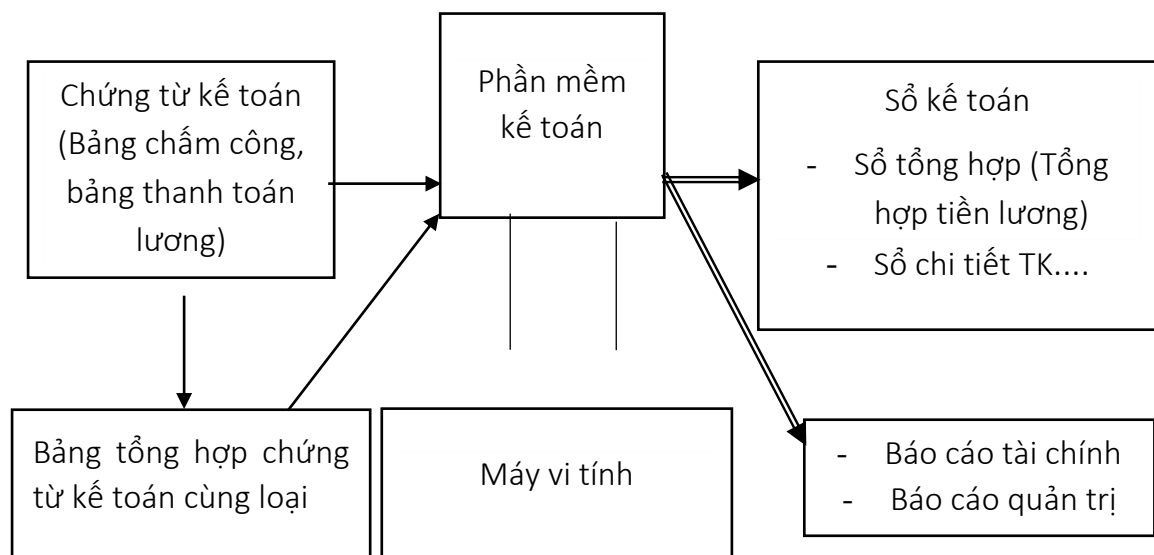 Chứng từ kế toán
(Bảng chấm công,
bảng thanh toán
lương)
Phần mềm
kế toán
Sổ kế toán
- Sổ tổng hợp (Tổng
hợp tiền lương)
- Sổ chi tiết TK....
Bảng tổng hợp chứng
từ kế toán cùng loại
Máy vi tính
- Báo cáo tài chính
- Báo cáo quản trị